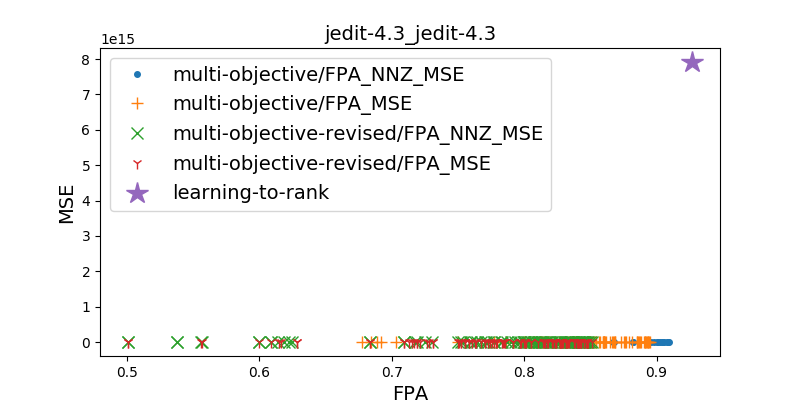 jedit-4.3_jedit-4.3
1e15
8
7
6
5
4
3
2
1
0
MSE
multi-objective/FPA_NNZ_MSE
multi-objective/FPA_MSE
multi-objective-revised/FPA_NNZ_MSE
multi-objective-revised/FPA_MSE
learning-to-rank
0.5 0.6 0.7 0.8 0.9
FPA